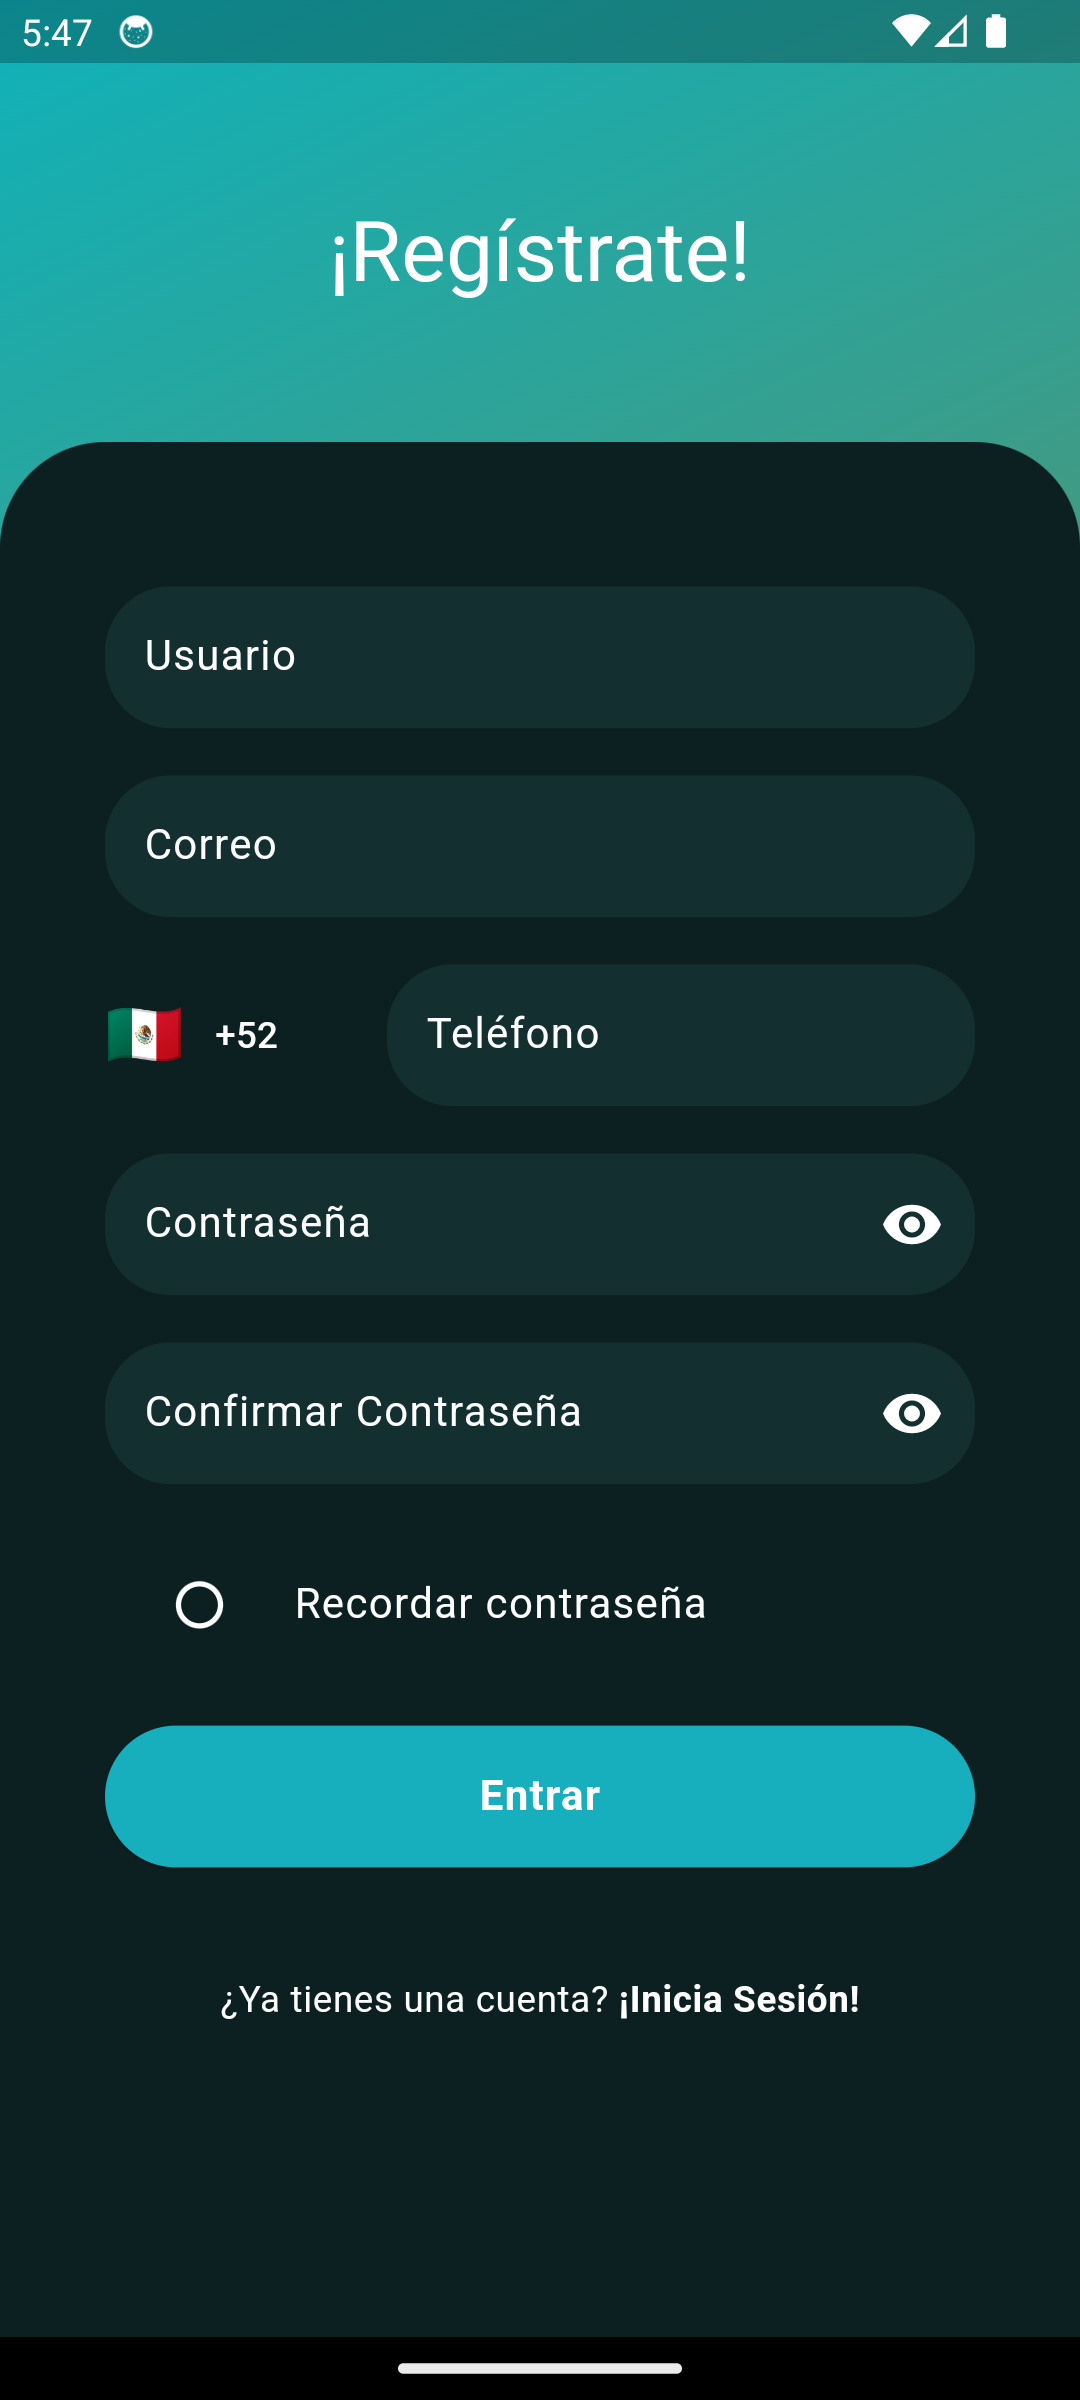 5:47
¡Regístrate!
Usuario
Correo
+52
Teléfono
Contraseña
Confirmar Contraseña
Recordar contraseña
Entrar
¿Ya tienes una cuenta? ¡Inicia Sesión!